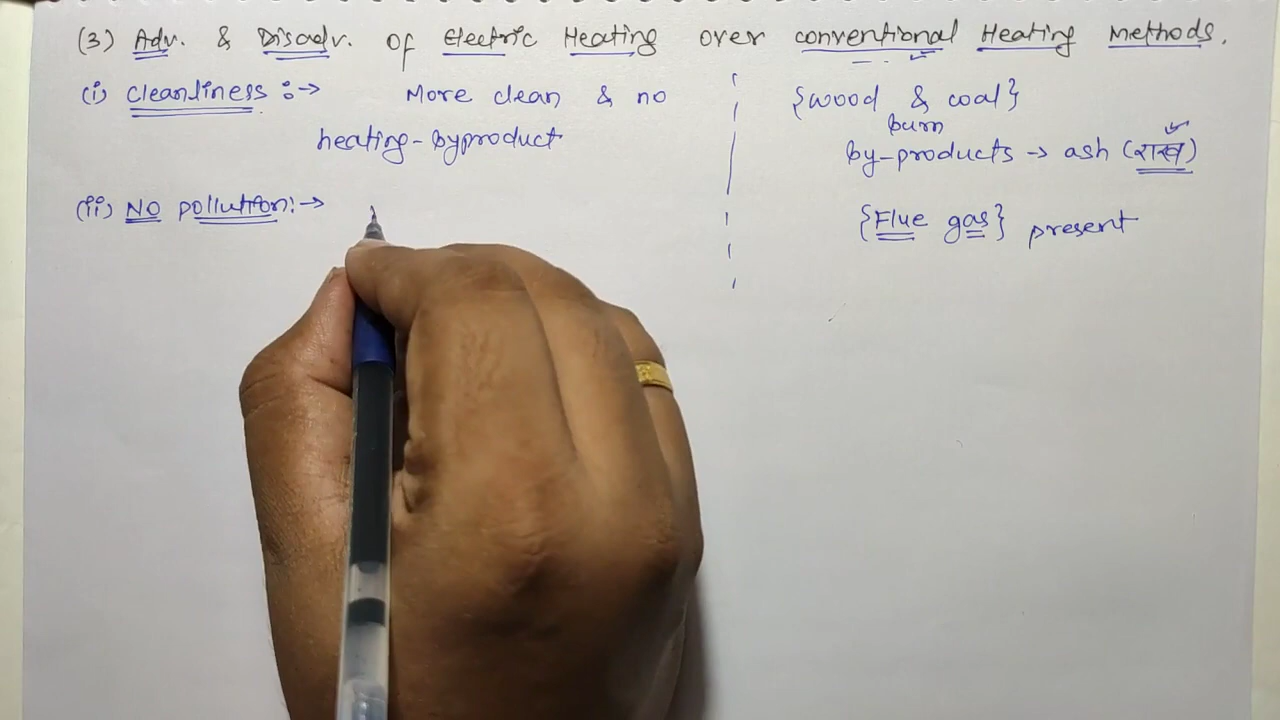 (3) Adv. & Disadv. of Electric Heating over conventional Heating Methods.
(i) Cleanliness :→ More clean & no
heating-byproduct
{wood & coal}
burn
by-products → ash (राख)
(ii) NO pollution:→
{Flue gas} present